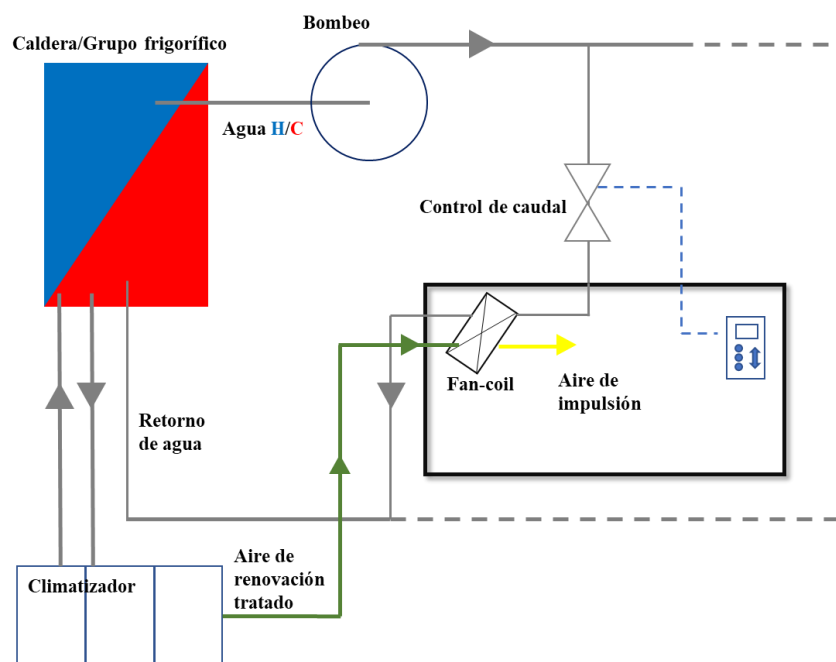 Bombeo
Caldera/Grupo frigorífico
Agua H/C
Control de caudal
Fan-coil
Aire de
impulsión
Retorno
de agua
Aire de
renovación
tratado
Climatizador